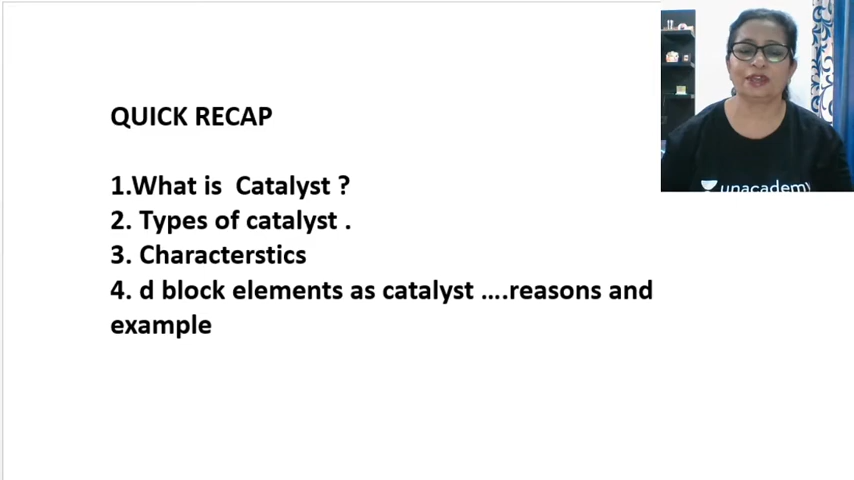 QUICK RECAP
1.What is Catalyst ?
2. Types of catalyst .
3. Characterstics
4. d block elements as catalyst ....reasons and
example
unacademy